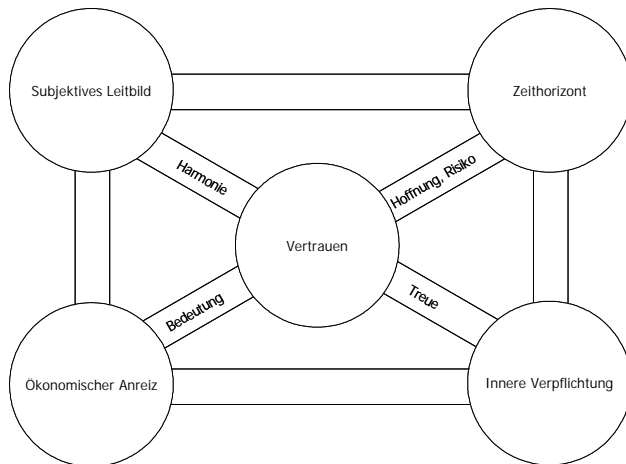 Subjektives Leitbild
Zeithorizont
Harmonie
Hoffnung, Risiko
Vertrauen
Bedeutung
Treue
Ökonomischer Anreiz
Innere Verpflichtung